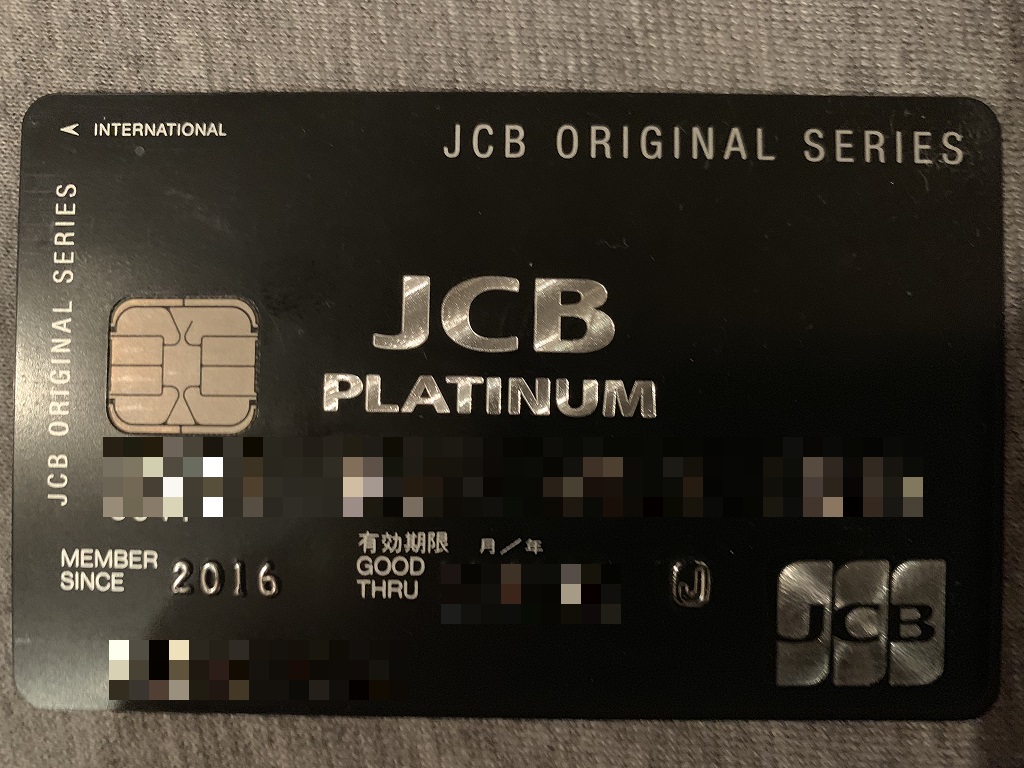 INTERNATIONAL
JCB ORIGINAL SERIES
JCB ORIGINAL SERIES
JCB
PLATINUM
MEMBER
SINCE
2016
有効期限 月/年
GOOD
THRU
J
JCB